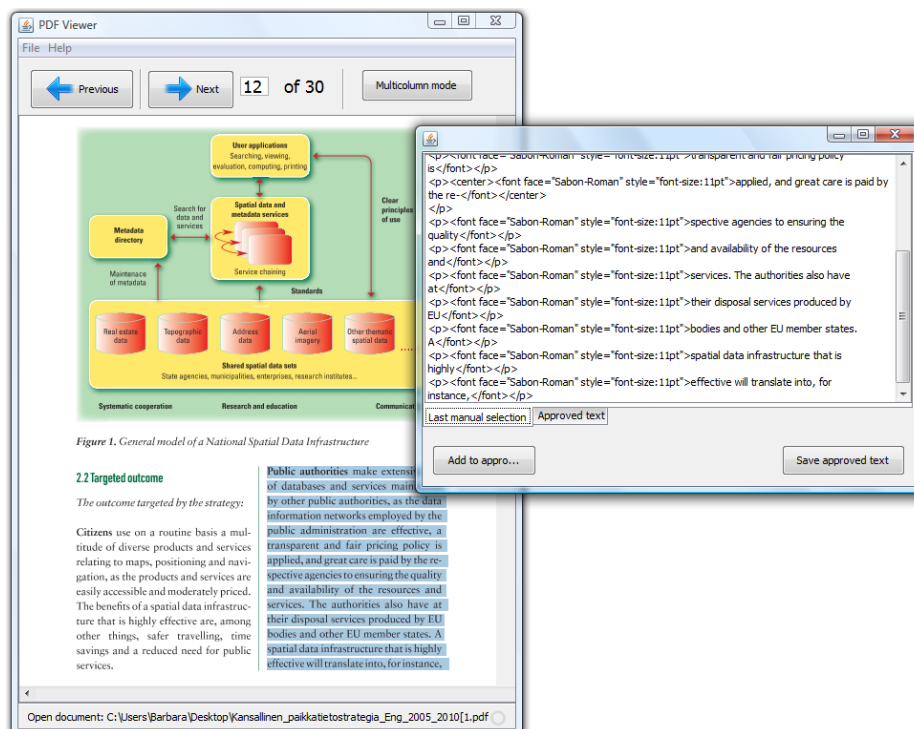 PDF Viewer
File Help
Previous
Next
12 of 30
Multicolumn mode
User applications
Searching, viewing,
evaluation, computing, printing
Clear
principles
of use
Search for
data and
services
Spatial data and
metadata services
Metadata
directory
Service chaining
Maintenace
of metadata
Standards
Real estate
data
Topographic
data
Address
data
Aerial
imagery
Other thematic
spatial data
.....
Shared spatial data sets
State agencies, municipalities, enterprises, research institutes...
Systematic cooperation
Research and education
Communicat
Figure 1. General model of a National Spatial Data Infrastructure
2.2 Targeted outcome
The outcome targeted by the strategy:
Citizens use on a routine basis a mul-
titude of diverse products and services
relating to maps, positioning and navi-
gation, as the products and services are
easily accessible and moderately priced.
The benefits of a spatial data infrastruc-
ture that is highly effective are, among
other things, safer travelling, time
savings and a reduced need for public
services.
Public authorities make extensi
of databases and services main
by other public authorities, as the data
information networks employed by the
public administration are effective, a
transparent and fair pricing policy is
applied, and great care is paid by the re-
spective agencies to ensuring the quality
and availability of the resources and
services. The authorities also have at
their disposal services produced by EU
bodies and other EU member states. A
spatial data infrastructure that is highly
effective will translate into, for instance,
Open document: C:\Users\Barbara\Desktop\Kansallinen_paikkatietostrategia_Eng_2005_2010[1.pdf
<p><font face="Sabon-Roman" style="font-size:11pt">transparent and fair pricing policy
is</font></p>
<p><center><font face="Sabon-Roman" style="font-size:11pt">applied, and great care is paid by
the re-</font></center>
</p>
<p><font face="Sabon-Roman" style="font-size:11pt">spective agencies to ensuring the
quality</font></p>
<p><font face="Sabon-Roman" style="font-size:11pt">and availability of the resources
and</font></p>
<p><font face="Sabon-Roman" style="font-size:11pt">services. The authorities also have
at</font></p>
<p><font face="Sabon-Roman" style="font-size:11pt">their disposal services produced by
EU</font></p>
<p><font face="Sabon-Roman" style="font-size:11pt">bodies and other EU member states.
A</font></p>
<p><font face="Sabon-Roman" style="font-size:11pt">spatial data infrastructure that is
highly</font></p>
<p><font face="Sabon-Roman" style="font-size:11pt">effective will translate into, for
instance,</font></p>
Last manual selection
Approved text
Add to appro...
Save approved text